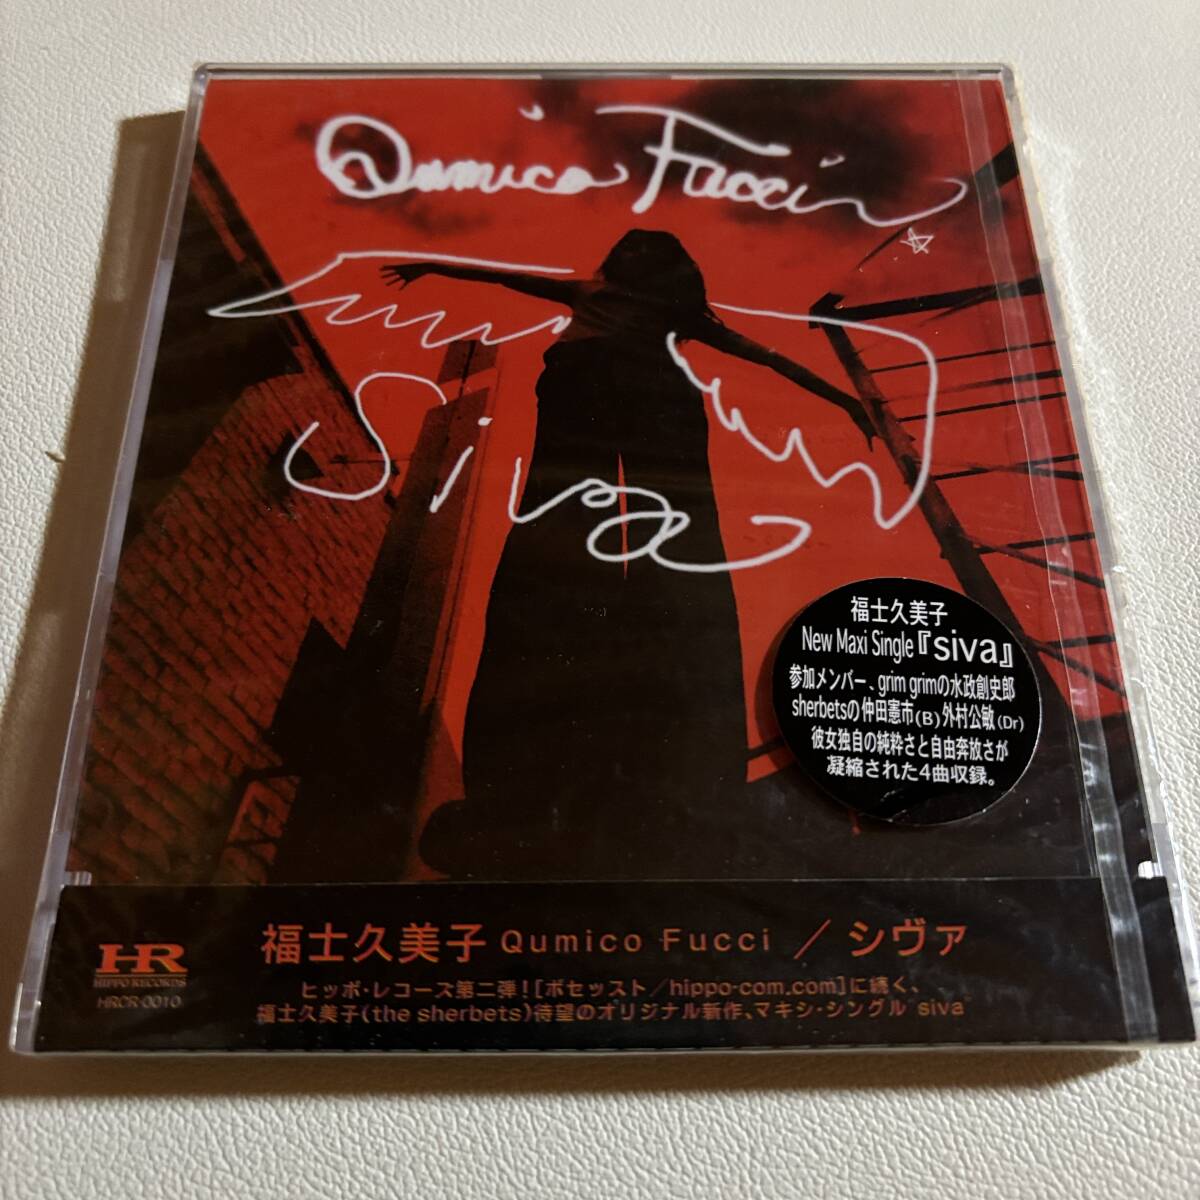 Qumico Fucci
Siva
福士久美子
New Maxi Single『siva』
参加メンバー、grim grimの水政創史郎
sherbetsの仲田憲市(B)外村公敏(Dr)
彼女独自の純粋さと自由奔放さが
凝縮された4曲収録。
HR
HIPPO RECORDS
HRCR-0010
福士久美子 Qumico Fucci / シヴァ
ヒッポ・レコーズ第二弾！[ポセッスト/hippo-com.com]に続く、
福士久美子(the sherbets)待望のオリジナル新作、マキシ・シングル"siva"